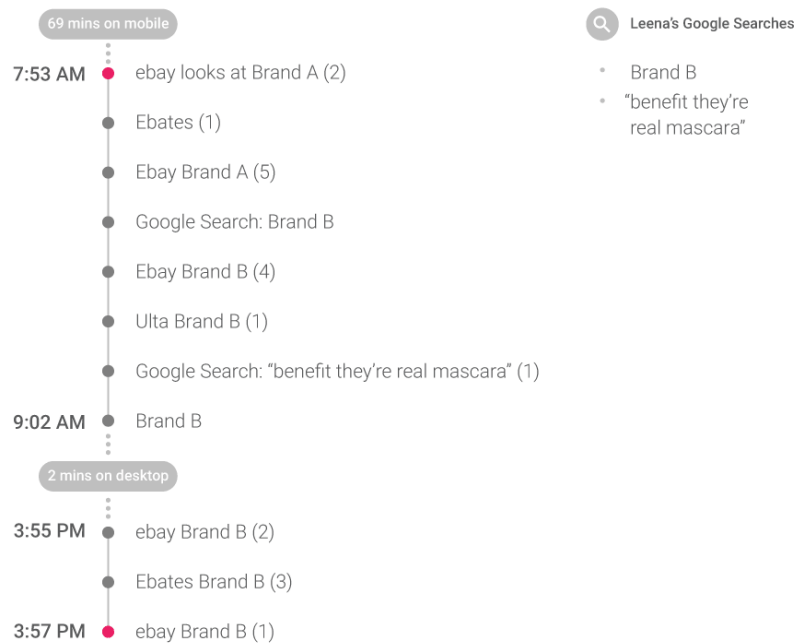 69 mins on mobile
7:53 AM ebay looks at Brand A (2)
Ebates (1)
Ebay Brand A (5)
Google Search: Brand B
Ebay Brand B (4)
Ulta Brand B (1)
Google Search: “benefit they’re real mascara” (1)
9:02 AM Brand B
2 mins on desktop
3:55 PM ebay Brand B (2)
Ebates Brand B (3)
3:57 PM ebay Brand B (1)
Leena’s Google Searches
Brand B
“benefit they’re
real mascara”